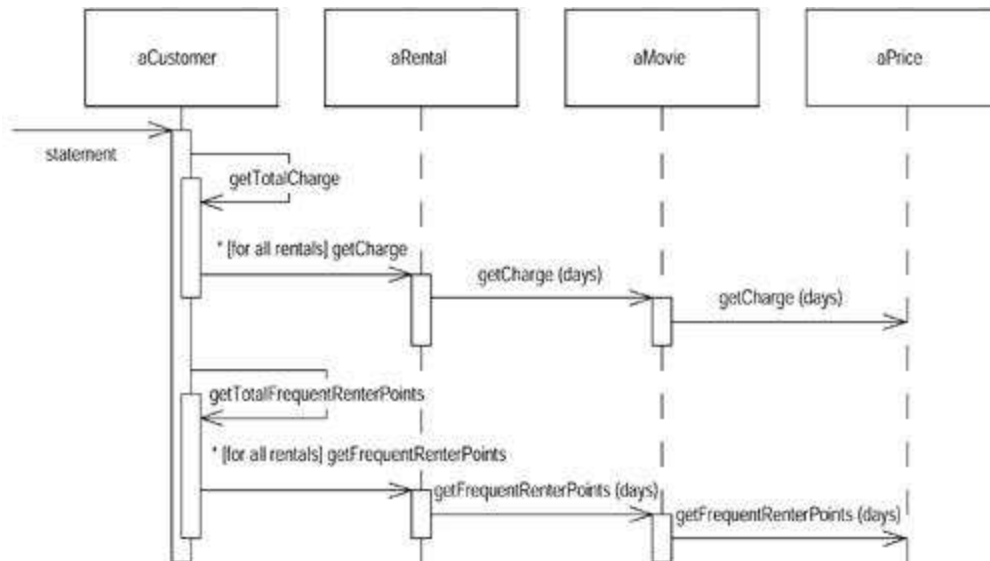 aCustomer
aRental
aMovie
aPrice
statement
getTotalCharge
* [for all rentals] getCharge
getCharge (days)
getCharge (days)
getTotalFrequentRenterPoints
* [for all rentals] getFrequentRenterPoints
getFrequentRenterPoints (days)
getFrequentRenterPoints (days)